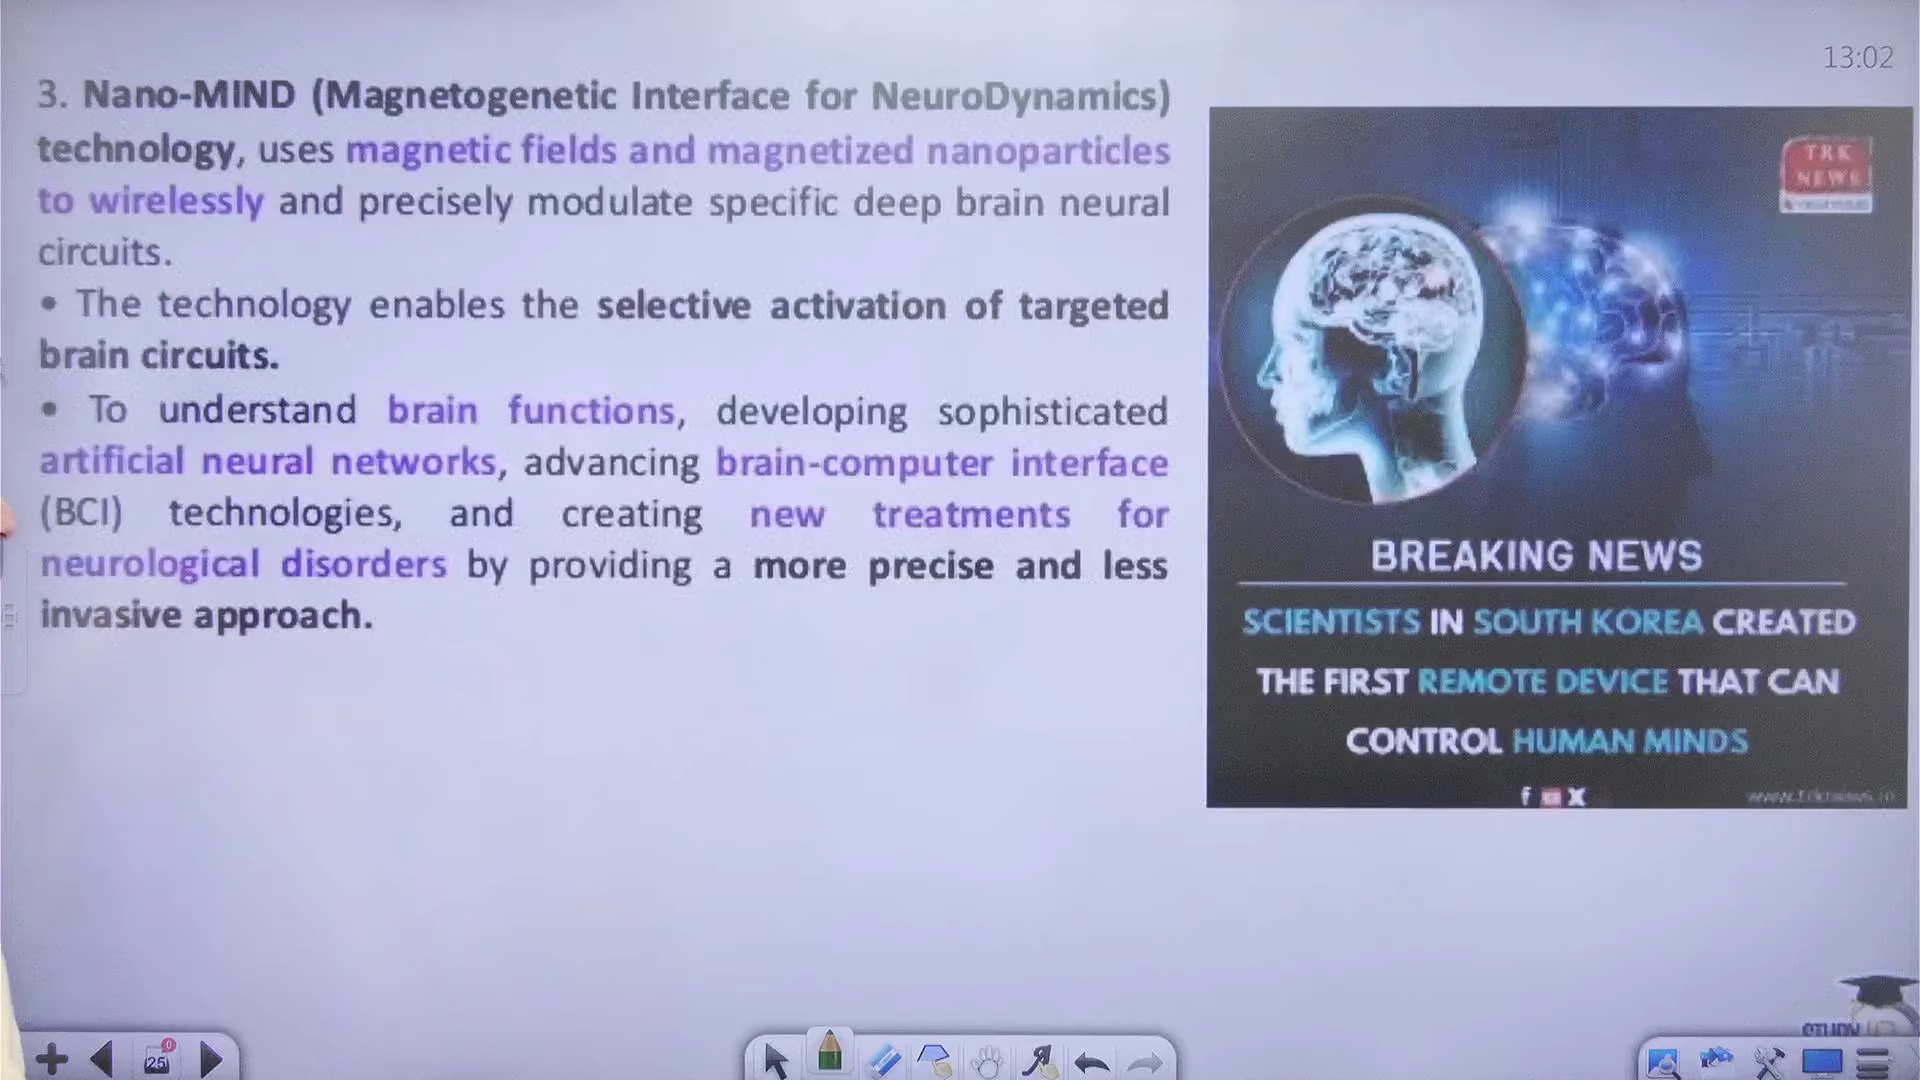 13:02
3. Nano-MIND (Magnetogenetic Interface for NeuroDynamics)
technology, uses magnetic fields and magnetized nanoparticles
to wirelessly and precisely modulate specific deep brain neural
circuits.
• The technology enables the selective activation of targeted
brain circuits.
• To understand brain functions, developing sophisticated
artificial neural networks, advancing brain-computer interface
(BCI) technologies, and creating new treatments for
neurological disorders by providing a more precise and less
invasive approach.
TRK
NEWS
BREAKING NEWS
SCIENTISTS IN SOUTH KOREA CREATED
THE FIRST REMOTE DEVICE THAT CAN
CONTROL HUMAN MINDS
f X
STUDY
25
0